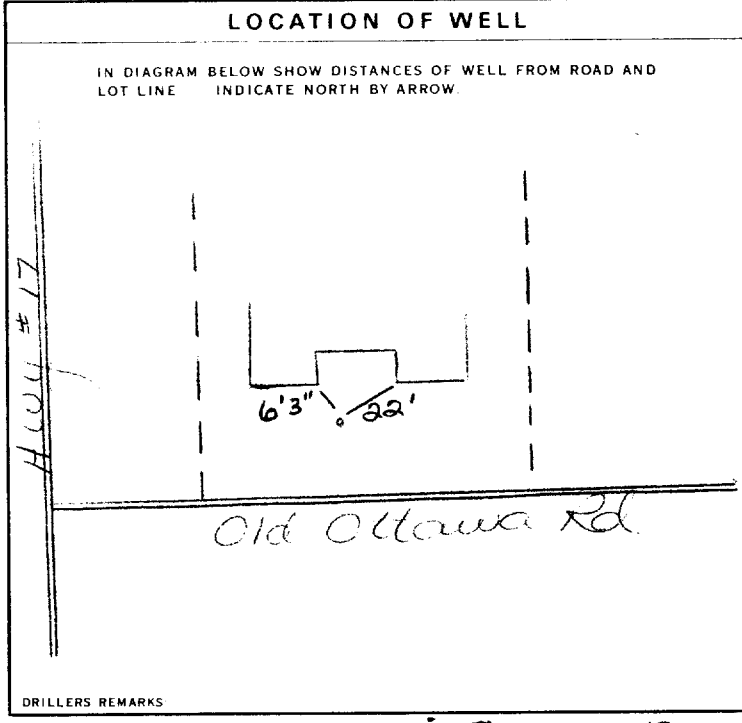 LOCATION OF WELL
IN DIAGRAM BELOW SHOW DISTANCES OF WELL FROM ROAD AND
LOT LINE INDICATE NORTH BY ARROW.
HWY # 17
6'3" 22'
Old Ottawa Rd.
DRILLERS REMARKS